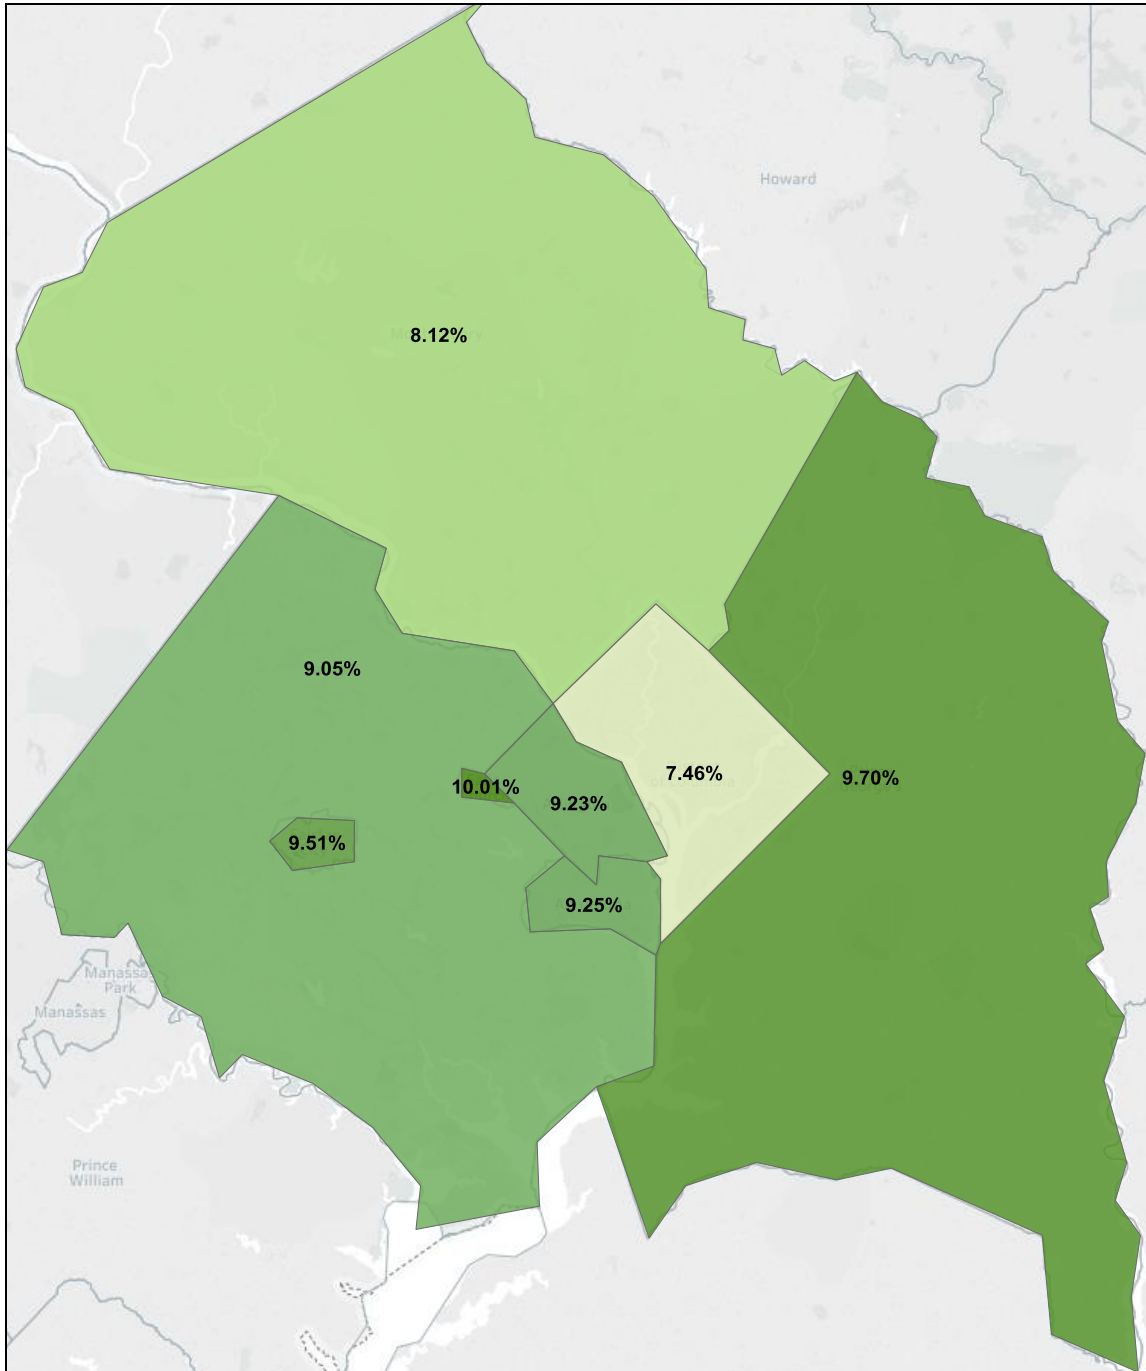 Howard
8.12%
9.05%
7.46%
9.70%
10.01%
9.23%
9.51%
9.25%
Manassas
Park
Manassas
Prince
William